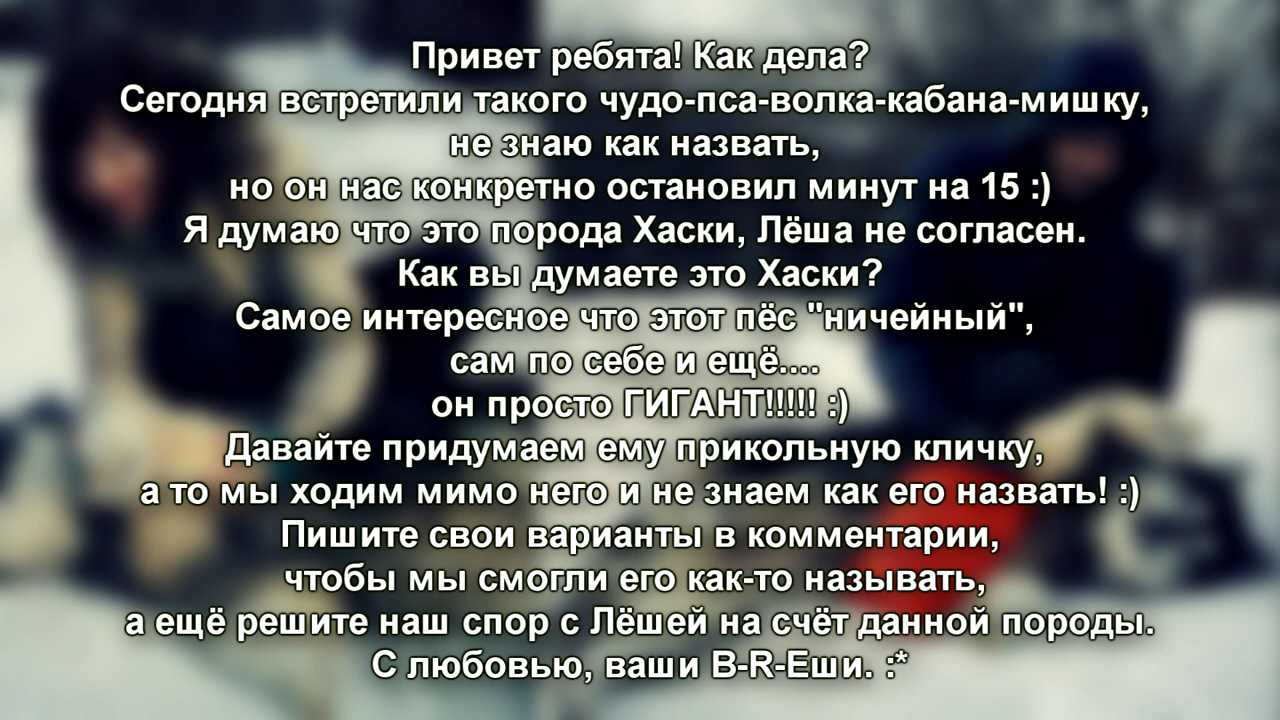 Привет ребята! Как дела?
Сегодня встретили такого чудо-пса-волка-кабана-мишку,
не знаю как назвать,
но он нас конкретно остановил минут на 15 :)
Я думаю что это порода Хаски, Лёша не согласен.
Как вы думаете это Хаски?
Самое интересное что этот пёс "ничейный",
сам по себе и ещё....
он просто ГИГАНТ!!!!! :)
Давайте придумаем ему прикольную кличку,
а то мы ходим мимо него и не знаем как его назвать! :)
Пишите свои варианты в комментарии,
чтобы мы смогли его как-то называть,
а ещё решите наш спор с Лёшей на счёт данной породы.
С любовью, ваши B-R-Еши. :*